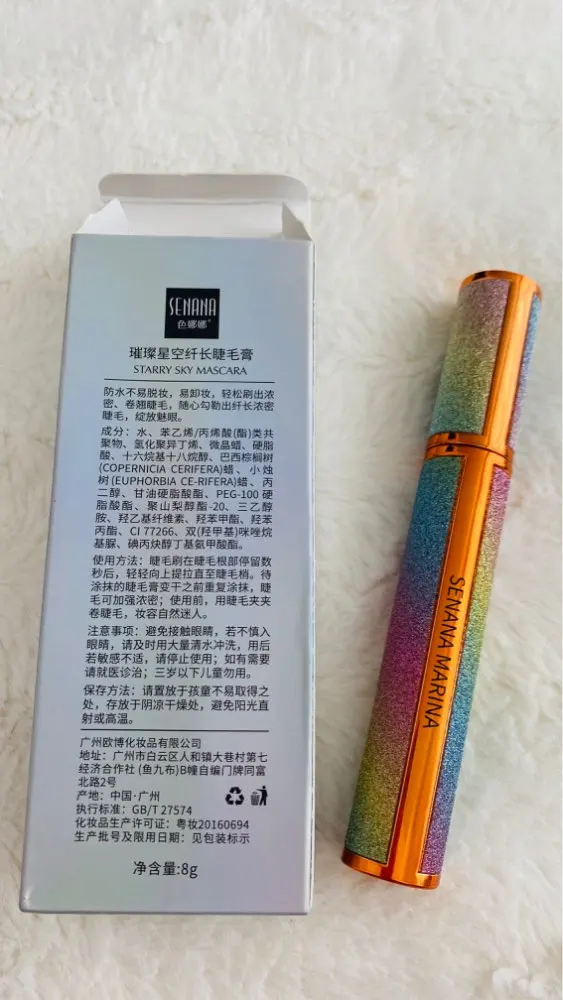 SENANA
色娜娜®
璀璨星空纤长睫毛膏
STARRY SKY MASCARA
防水不易脱妆，易卸妆，轻松刷出浓
密、卷翘睫毛，随心勾勒出纤长浓密
睫毛，绽放魅眼。
成分：水、苯乙烯/丙烯酸(酯)类共
聚物、氢化聚异丁烯、微晶蜡、硬脂
酸、十六烷基十八烷醇、巴西棕榈树
(COPERNICIA CERIFERA)蜡、小烛
树(EUPHORBIA CE-RIFERA)蜡、丙
二醇、甘油硬脂酸酯、PEG-100 硬
脂酸酯、聚山梨醇酯-20、三乙醇
胺、羟乙基纤维素、羟苯甲酯、羟苯
丙酯、CI 77266、双(羟甲基)咪唑烷
基脲、碘丙炔醇丁基氨甲酸酯。
使用方法：睫毛刷在睫毛根部停留数
秒后，轻轻向上提拉直至睫毛梢。待
涂抹的睫毛膏变干之前重复涂抹，睫
毛可加强浓密；使用前，用睫毛夹夹
卷睫毛，妆容自然迷人。
注意事项：避免接触眼睛，若不慎入
眼睛，请及时用大量清水冲洗，用后
若敏感不适，请停止使用；如有需要
请就医诊治；三岁以下儿童勿用。
保存方法：请置放于孩童不易取得之
处，存放于阴凉干燥处，避免阳光直
射或高温。
广州欧博化妆品有限公司
地址：广州市白云区人和镇大巷村第七
经济合作社(鱼九布)B幢自编门牌同富
北路2号
产地：中国·广州
执行标准：GB/T 27574
化妆品生产许可证：粤妆20160694
生产批号及限用日期：见包装标示
净含量:8g
SENANA MARINA